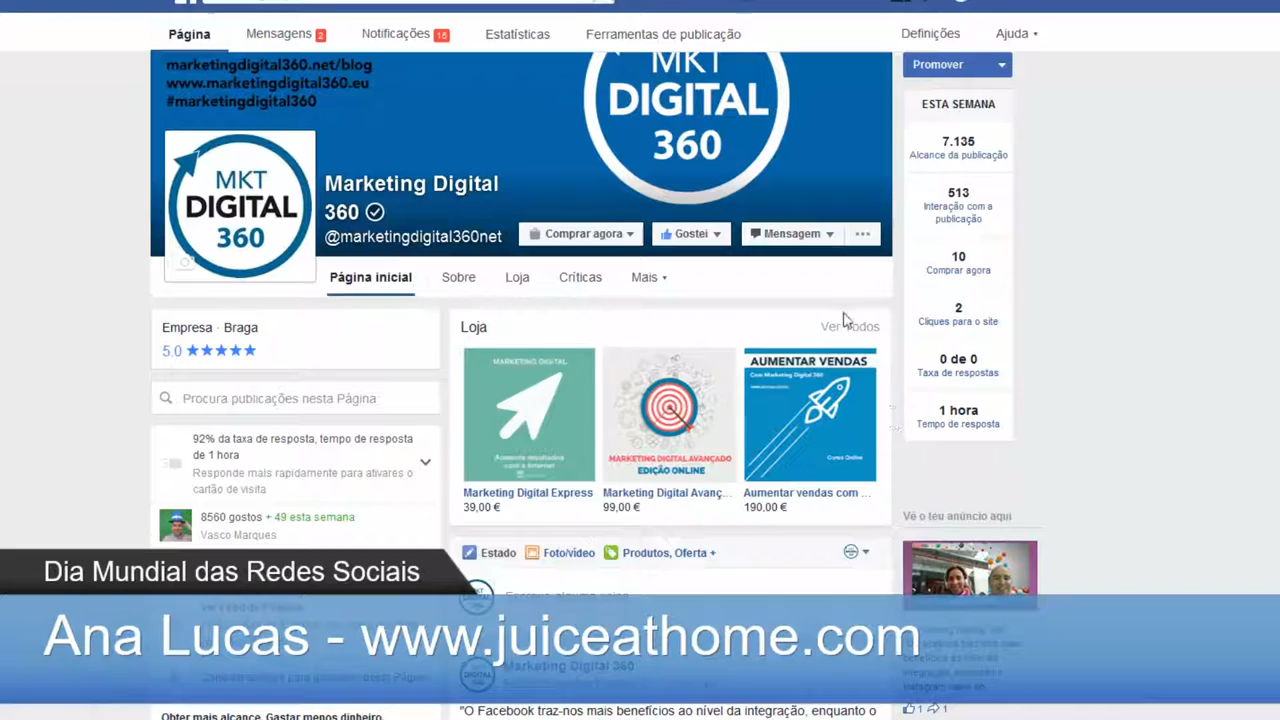 Página
Mensagens 2
Notificações 15
Estatísticas
Ferramentas de publicação
Definições
Ajuda
marketingdigital360.net/blog
www.marketingdigital360.eu
#marketingdigital360
MKT
DIGITAL
360
MKT
DIGITAL
360
Marketing Digital
360
@marketingdigital360net
Comprar agora
Gostei
Mensagem
Promover
ESTA SEMANA
7.135
Alcance da publicação
513
Interação com a
publicação
10
Comprar agora
2
Cliques para o site
0 de 0
Taxa de respostas
1 hora
Tempo de resposta
Página inicial
Sobre
Loja
Críticas
Mais
Empresa · Braga
5.0
Procura publicações nesta Página
92% da taxa de resposta, tempo de resposta
de 1 hora
Responde mais rapidamente para ativares o
cartão de visita
8560 gostos + 49 esta semana
Vasco Marques
Loja
Ver todos
MARKETING DIGITAL
Aumente resultados
com a Internet
MARKETING DIGITAL AVANÇADO
EDIÇÃO ONLINE
AUMENTAR VENDAS
Com Marketing Digital 360
Curso Online
Marketing Digital Express
39,00 €
Marketing Digital Avanç...
99,00 €
Aumentar vendas com ...
190.00 €
Estado
Foto/vídeo
Produtos, Oferta +
Vê o teu anúncio aqui
Dia Mundial das Redes Sociais
Ana Lucas - www.juiceathome.com
Marketing Digital 360
Obter mais alcance. Gastar menos dinheiro.
"O Facebook traz-nos mais benefícios ao nível da integração, enquanto o
1 1